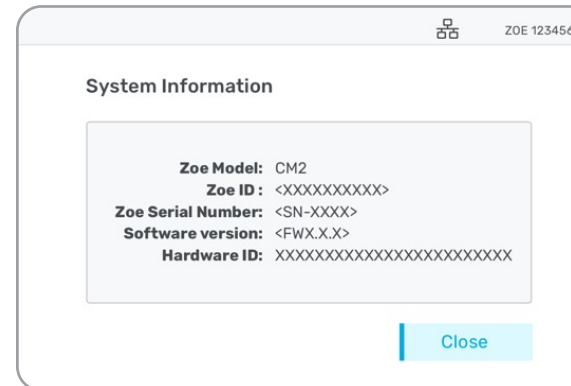 ZOE 123456
System Information
Zoe Model: CM2
Zoe ID : <XXXXXXXXXX>
Zoe Serial Number: <SN-XXXX>
Software version: <FWX.X.X>
Hardware ID: XXXXXXXXXXXXXXXXXXXXXXXX
Close